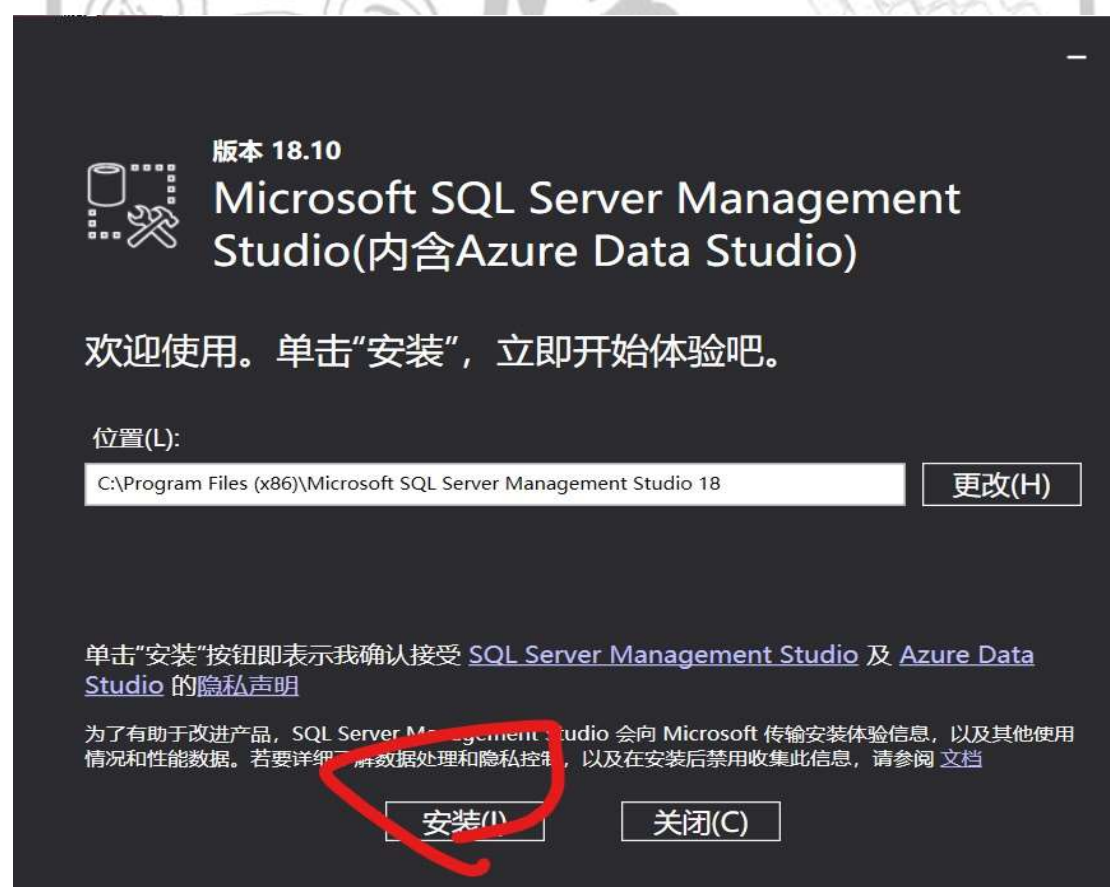 版本 18.10
Microsoft SQL Server Management
Studio(内含Azure Data Studio)
欢迎使用。单击“安装”，立即开始体验吧。
位置(L):
C:\Program Files (x86)\Microsoft SQL Server Management Studio 18
更改(H)
单击“安装”按钮即表示我确认接受 SQL Server Management Studio 及 Azure Data
Studio 的隐私声明
为了有助于改进产品，SQL Server Management Studio 会向 Microsoft 传输安装体验信息，以及其他使用
情况和性能数据。若要详细了解数据处理和隐私控制，以及在安装后禁用收集此信息，请参阅 文档
安装(I)
关闭(C)